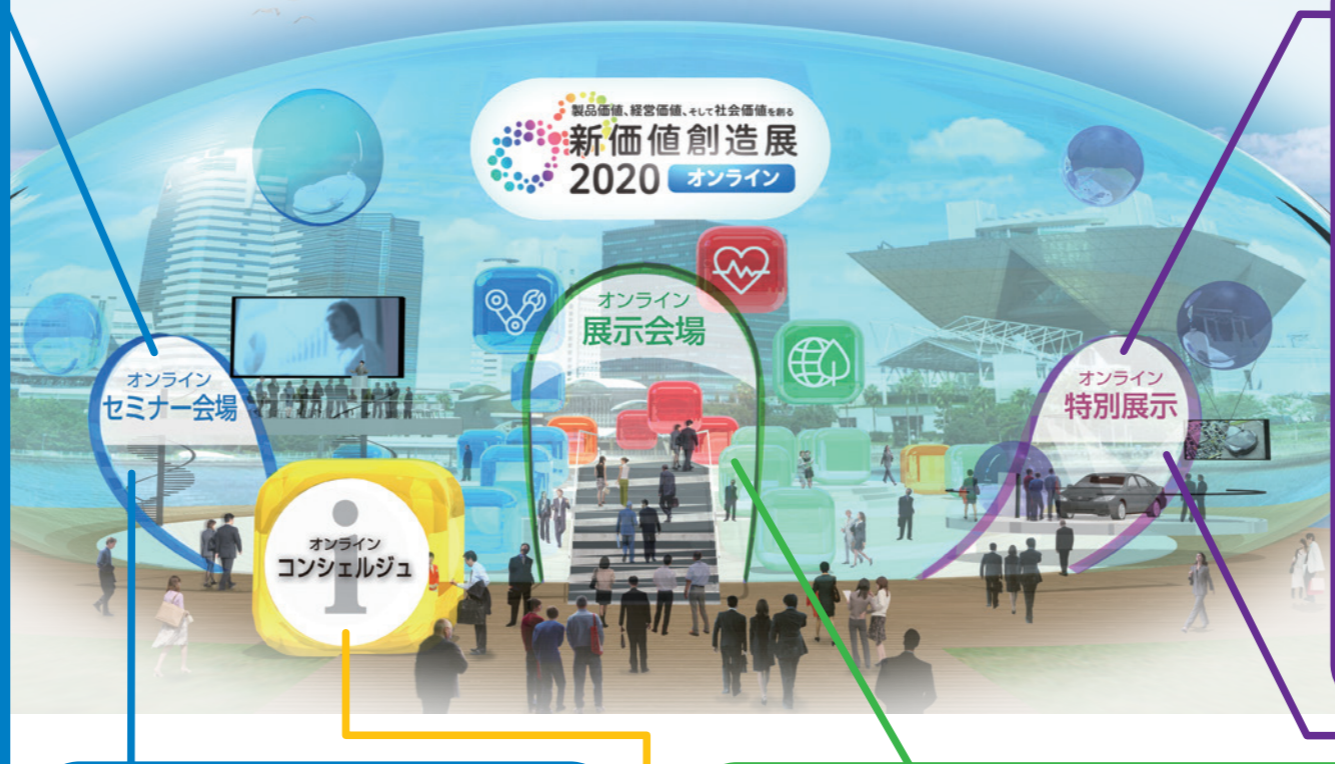 製品価値、経営価値、そして社会価値を創る
新価値創造展
2020 オンライン
オンライン
展示会場
オンライン
セミナー会場
オンライン
特別展示
オンライン
コンシェルジュ